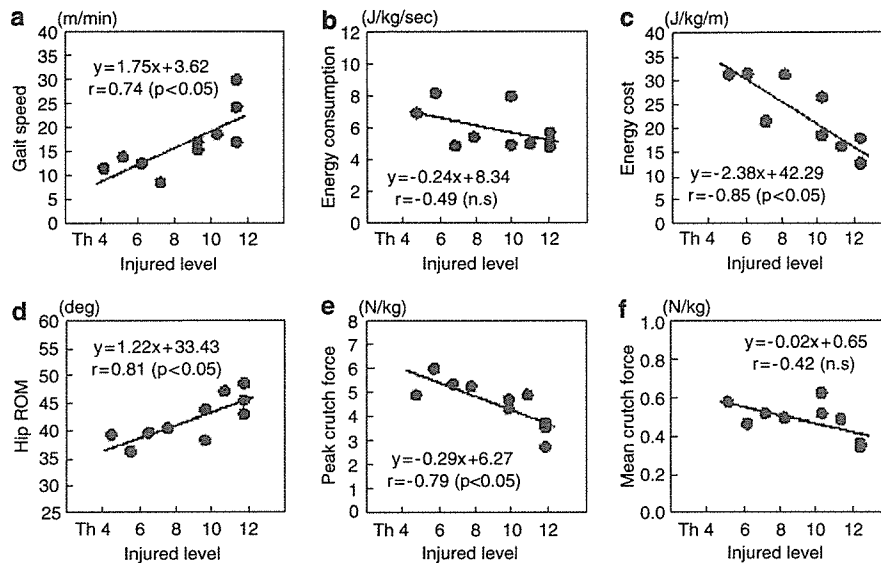 a (m/min)
Gait speed
40
35
30
25
20
15
10
5
0
y=1.75x+3.62
r=0.74 (p<0.05)
Th 4 6 8 10 12
Injured level
b (J/kg/sec)
Energy consumption
14
12
10
8
6
4
2
0
y=-0.24x+8.34
r=-0.49 (n.s)
Th 4 6 8 10 12
Injured level
c (J/kg/m)
Energy cost
40
35
30
25
20
15
10
5
0
y=-2.38x+42.29
r=-0.85 (p<0.05)
Th 4 6 8 10 12
Injured level
d (deg)
Hip ROM
60
55
50
45
40
35
30
25
y=1.22x+33.43
r=0.81 (p<0.05)
Th 4 6 8 10 12
Injured level
e (N/kg)
Peak crutch force
8
7
6
5
4
3
2
1
0
y=-0.29x+6.27
r=-0.79 (p<0.05)
Th 4 6 8 10 12
Injured level
f (N/kg)
Mean crutch force
1.0
0.8
0.6
0.4
0.2
0.0
y=-0.02x+0.65
r=-0.42 (n.s)
Th 4 6 8 10 12
Injured level